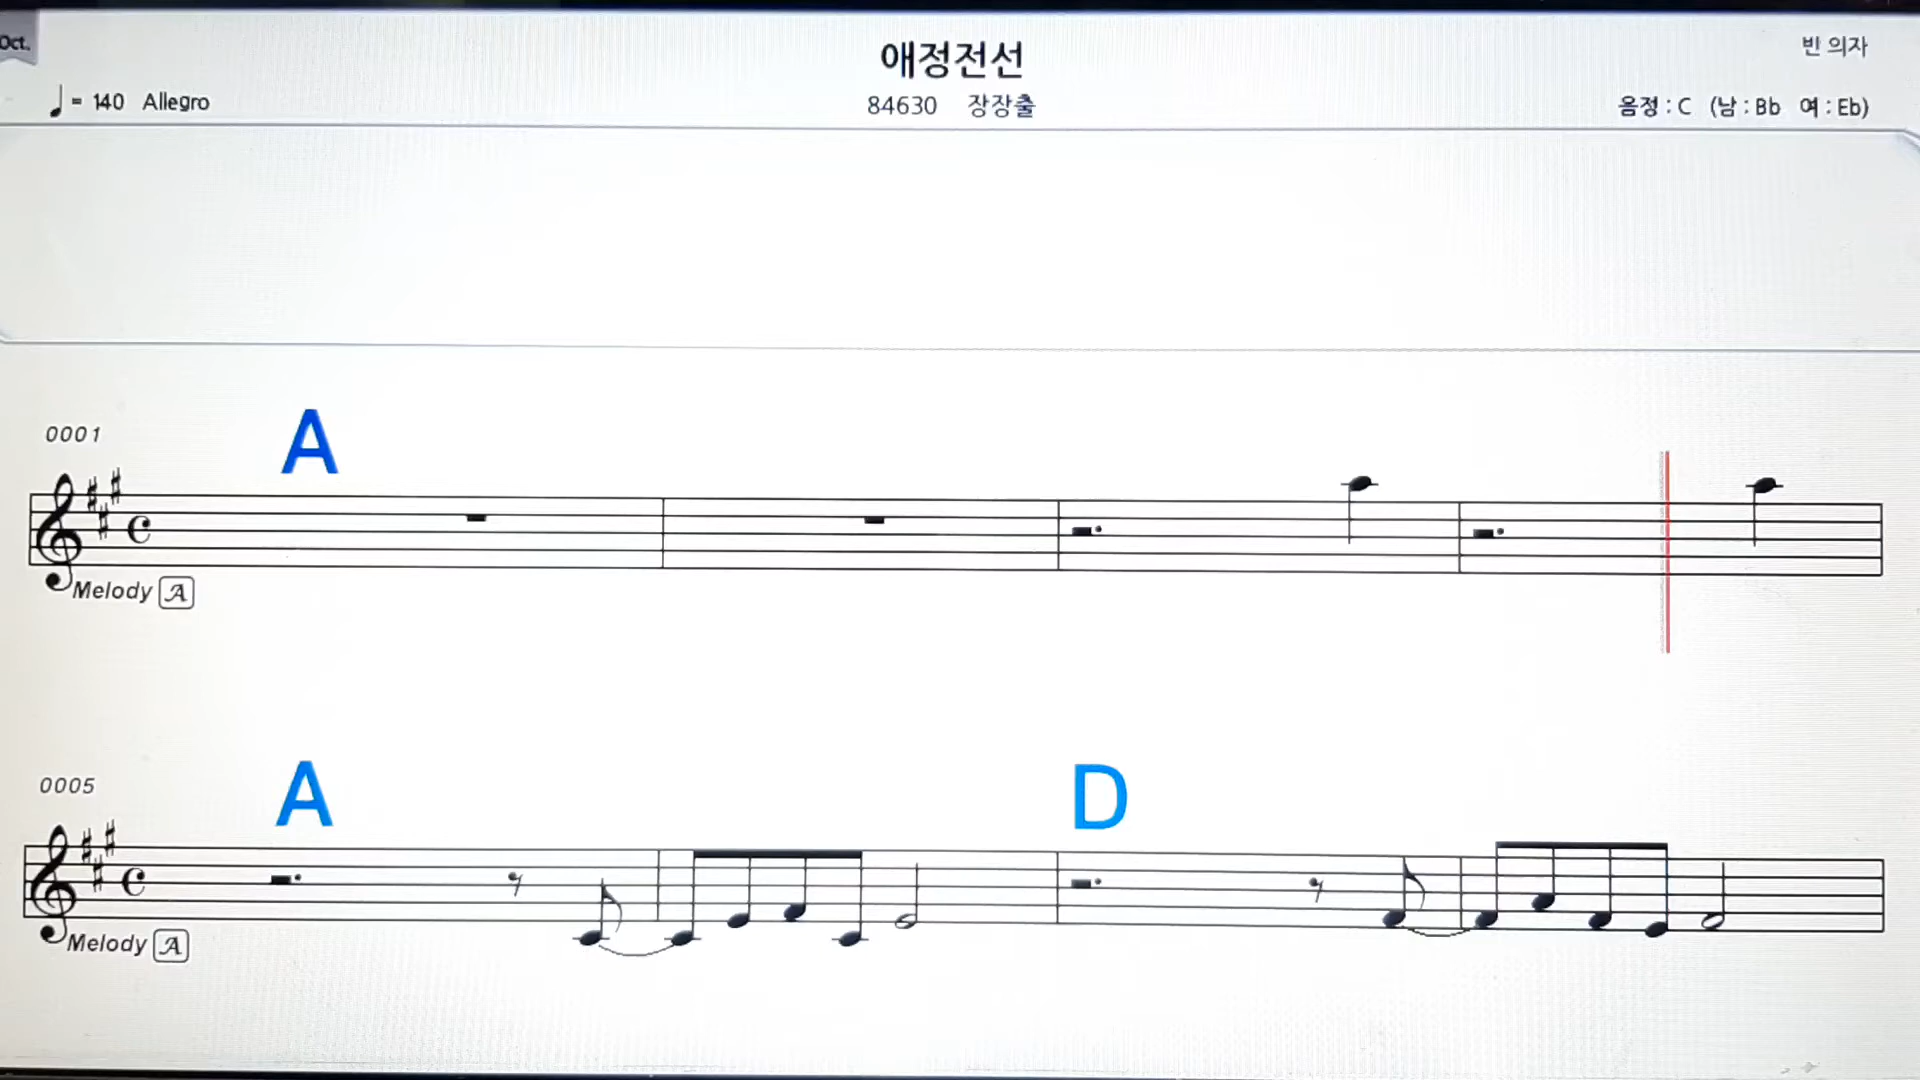 Oct.
애정전선
빈 의자
♩ = 140 Allegro
84630 장장출
음정 : C (남 : Bb 여 : Eb)
0001
A
Melody A
0005
A D
Melody A